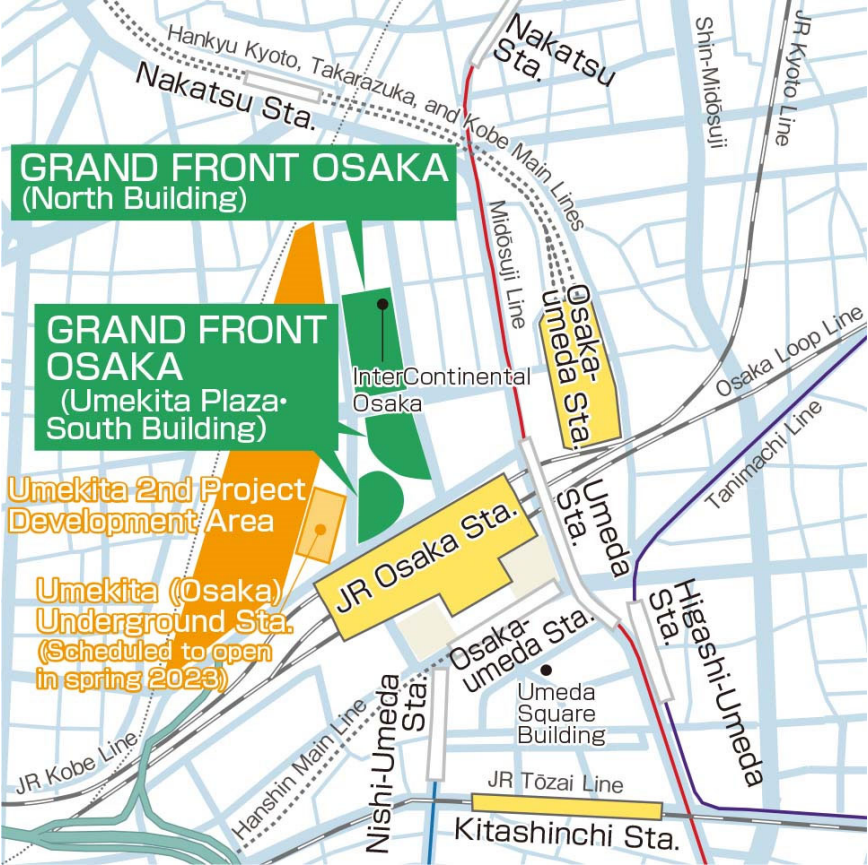 Hankyu Kyoto, Takarazuka, and Kobe Main Lines
Nakatsu Sta.
Nakatsu
Sta.
Shin-Midōsuji
JR Kyoto Line
GRAND FRONT OSAKA
(North Building)
Midōsuji Line
GRAND FRONT
OSAKA
(Umekita Plaza•
South Building)
InterContinental
Osaka
Osaka-
umeda Sta.
Osaka Loop Line
Tanimachi Line
Umekita 2nd Project
Development Area
JR Osaka Sta.
Umeda
Sta.
Umekita (Osaka)
Underground Sta.
(Scheduled to open
in spring 2023)
Osaka-
umeda Sta.
Higashi-Umeda
Sta.
Umeda
Square
Building
Nishi-Umeda
Sta.
JR Kobe Line
Hanshin Main Line
JR Tōzai Line
Kitashinchi Sta.